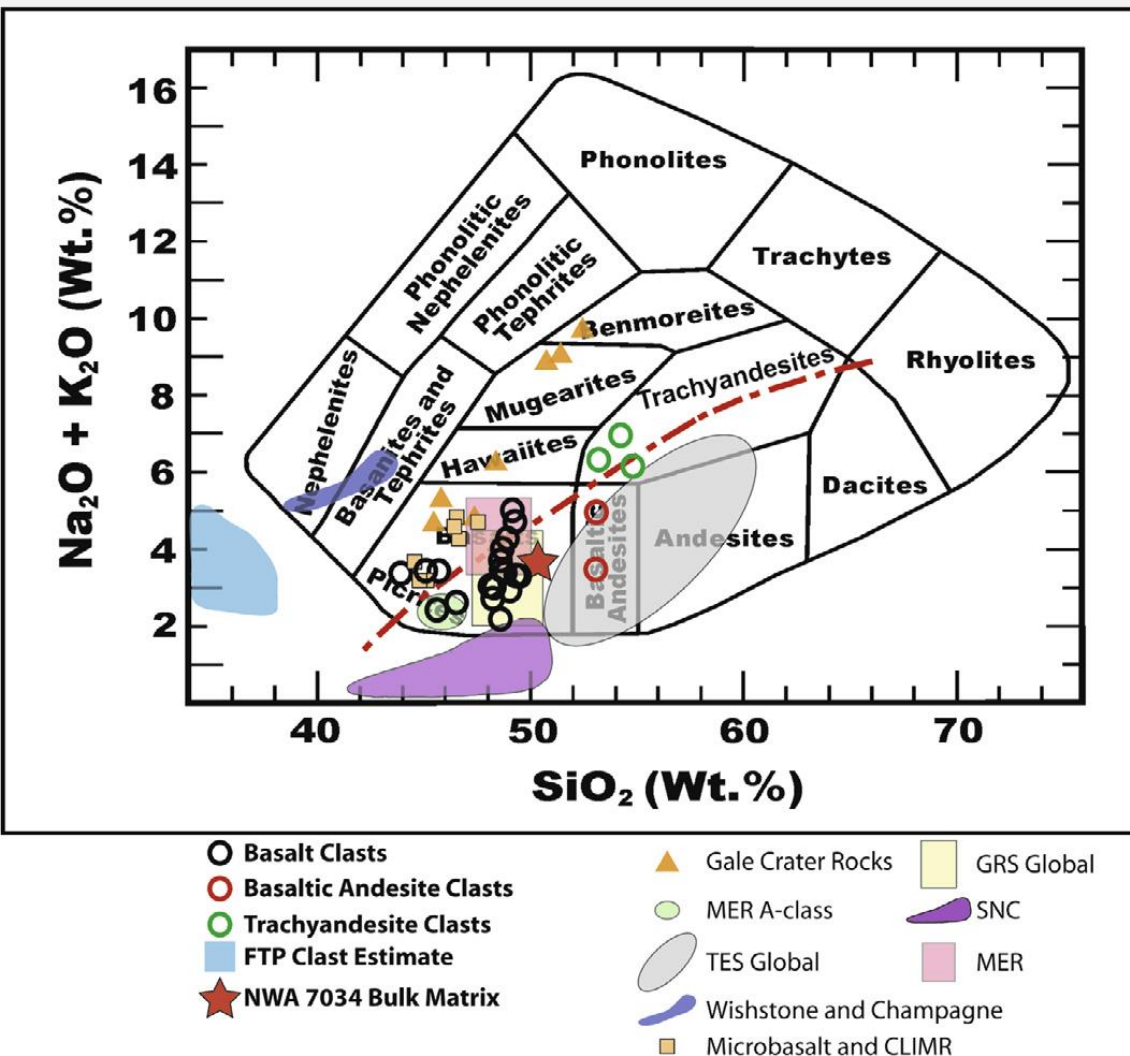 16
14
12
10
8
6
4
2
Na₂O + K₂O (Wt.%)
40
50
60
70
SiO₂ (Wt.%)
Phonolites
Trachytes
Rhyolites
Phonolitic
Nephelenites
Phonolitic
Tephrites
Benmoreites
Trachyandesites
Mugearites
Nephelenites
Basanites and
Tephrites
Hawaiites
Dacites
Andesites
Basaltic
Andesites
Basalt Clasts
Basaltic Andesite Clasts
Trachyandesite Clasts
FTP Clast Estimate
NWA 7034 Bulk Matrix
Gale Crater Rocks
MER A-class
TES Global
Wishstone and Champagne
Microbasalt and CLIMR
GRS Global
SNC
MER